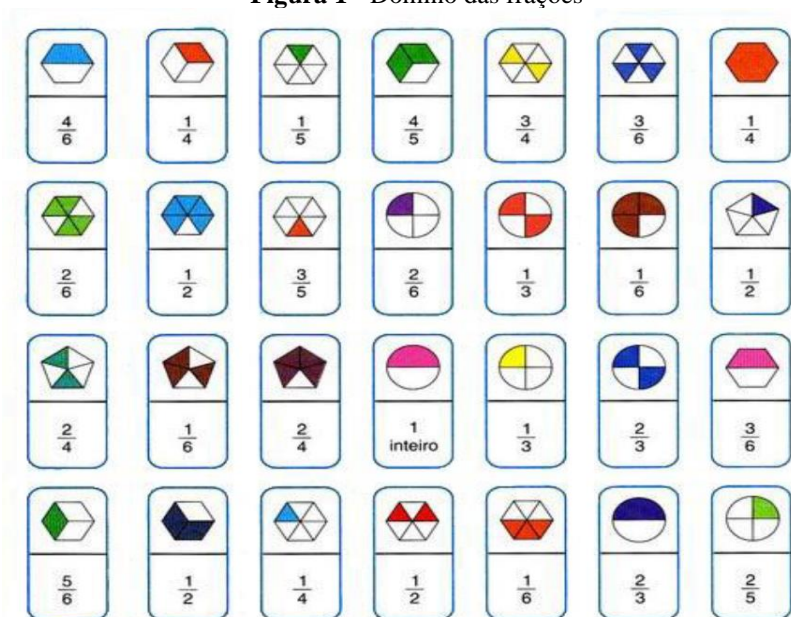 Figura 1 - Dominó das frações
4/6 1/4 1/5 4/5 3/4 3/6 1/4
2/6 1/2 3/5 2/6 1/3 1/6 1/2
2/4 1/6 2/4 1 inteiro 1/3 2/3 3/6
5/6 1/2 1/4 1/2 1/6 2/3 2/5